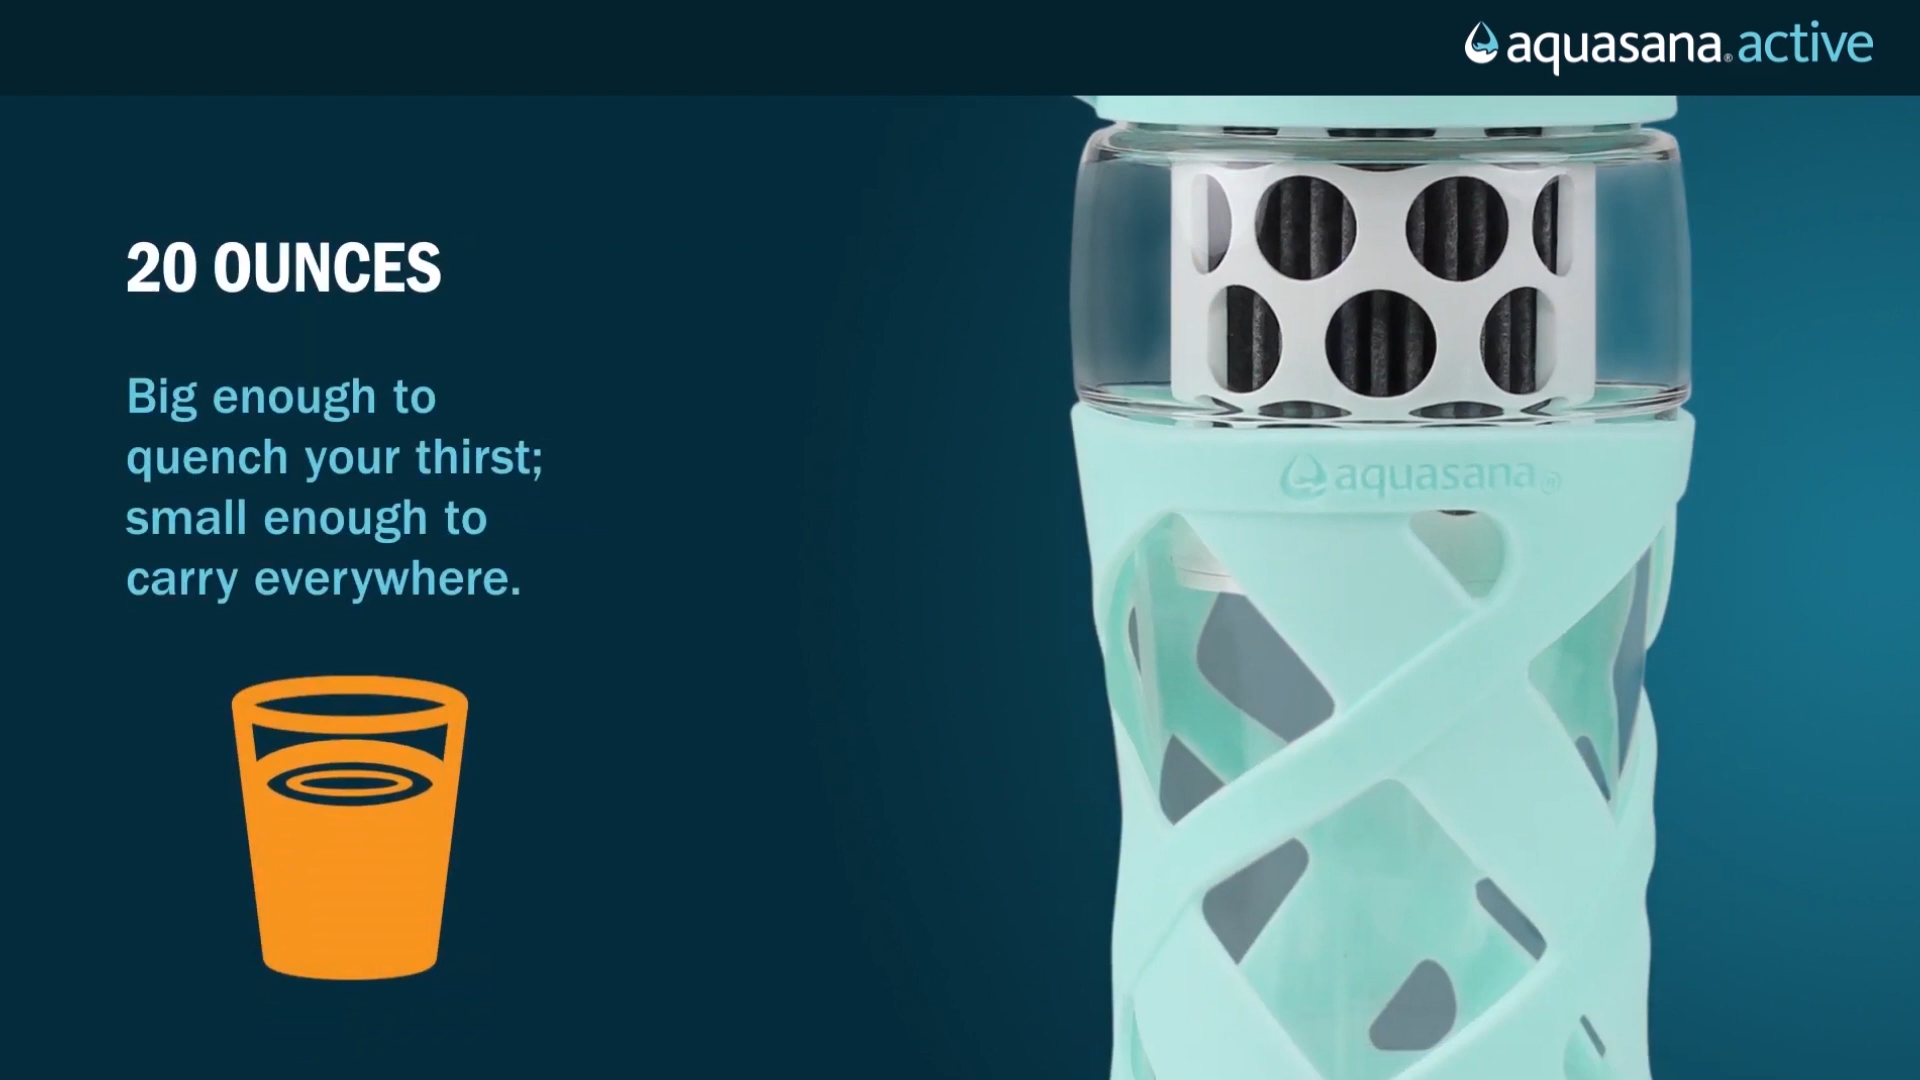 aquasana® active
20 OUNCES
Big enough to
quench your thirst;
small enough to
carry everywhere.
aquasana®